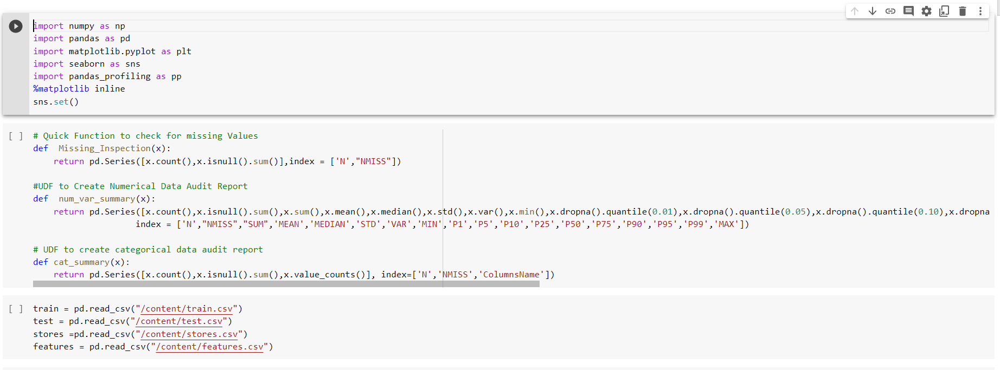 import numpy as np
import pandas as pd
import matplotlib.pyplot as plt
import seaborn as sns
import pandas_profiling as pp
%matplotlib inline
sns.set()
[ ] # Quick Function to check for missing Values
def  Missing_Inspection(x):
    return pd.Series([x.count(),x.isnull().sum()],index = ['N',"NMISS"])
#UDF to Create Numerical Data Audit Report
def  num_var_summary(x):
    return pd.Series([x.count(),x.isnull().sum(),x.sum(),x.mean(),x.median(),x.std(),x.var(),x.min(),x.dropna().quantile(0.01),x.dropna().quantile(0.05),x.dropna().quantile(0.10),x.dropna
                    index = ['N',"NMISS","SUM",'MEAN','MEDIAN','STD','VAR','MIN','P1','P5','P10','P25','P50','P75','P90','P95','P99','MAX'])
# UDF to create categorical data audit report
def cat_summary(x):
    return pd.Series([x.count(),x.isnull().sum(),x.value_counts()], index=['N','NMISS','ColumnsName'])
[ ] train = pd.read_csv("/content/train.csv")
test = pd.read_csv("/content/test.csv")
stores =pd.read_csv("/content/stores.csv")
features = pd.read_csv("/content/features.csv")